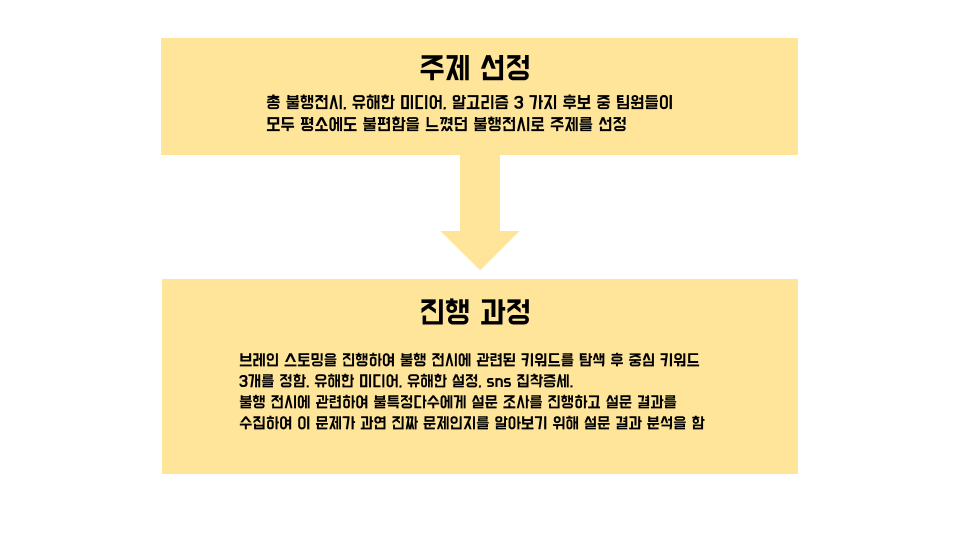 주제 선정
총 불행전시, 유해한 미디어, 알고리즘 3 가지 후보 중 팀원들이
모두 평소에도 불편함을 느꼈던 불행전시로 주제를 선정
진행 과정
브레인 스토밍을 진행하여 불행 전시에 관련된 키워드를 탐색 후 중심 키워드
3개를 정함, 유해한 미디어, 유해한 설정, sns 집착증세.
불행 전시에 관련하여 불특정다수에게 설문 조사를 진행하고 설문 결과를
수집하여 이 문제가 과연 진짜 문제인지를 알아보기 위해 설문 결과 분석을 함